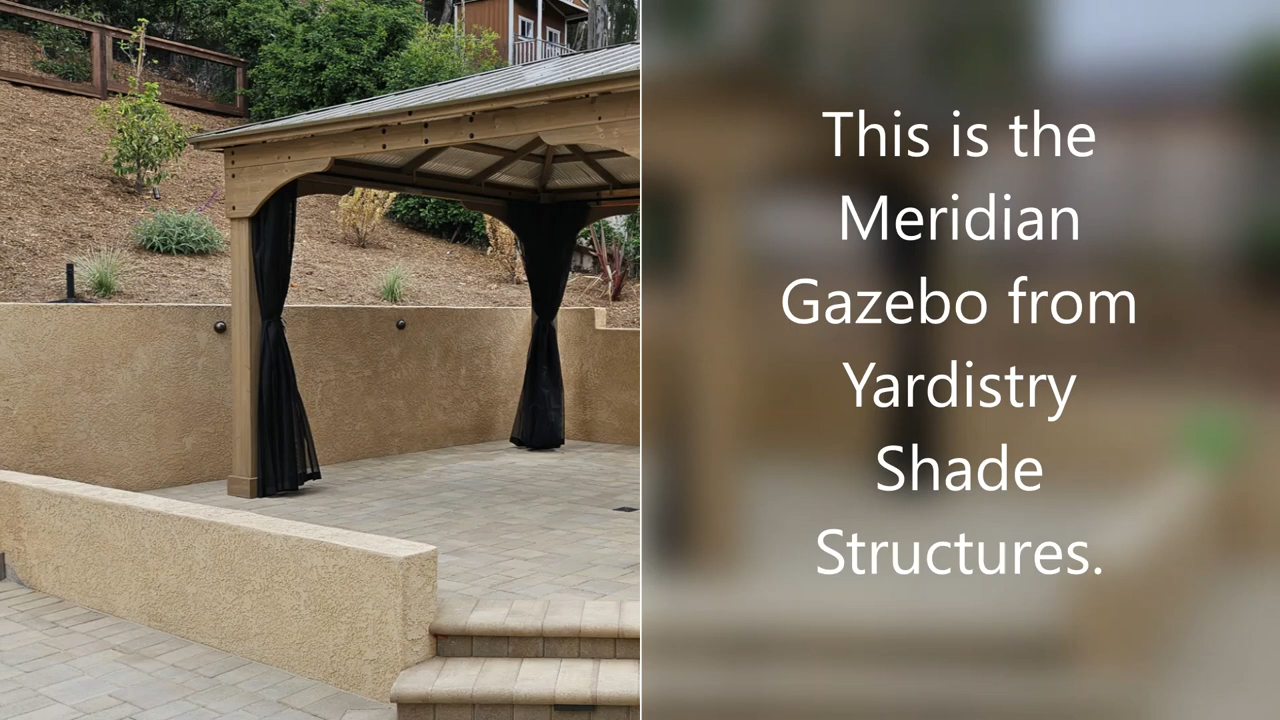 This is the
Meridian
Gazebo from
Yardistry
Shade
Structures.